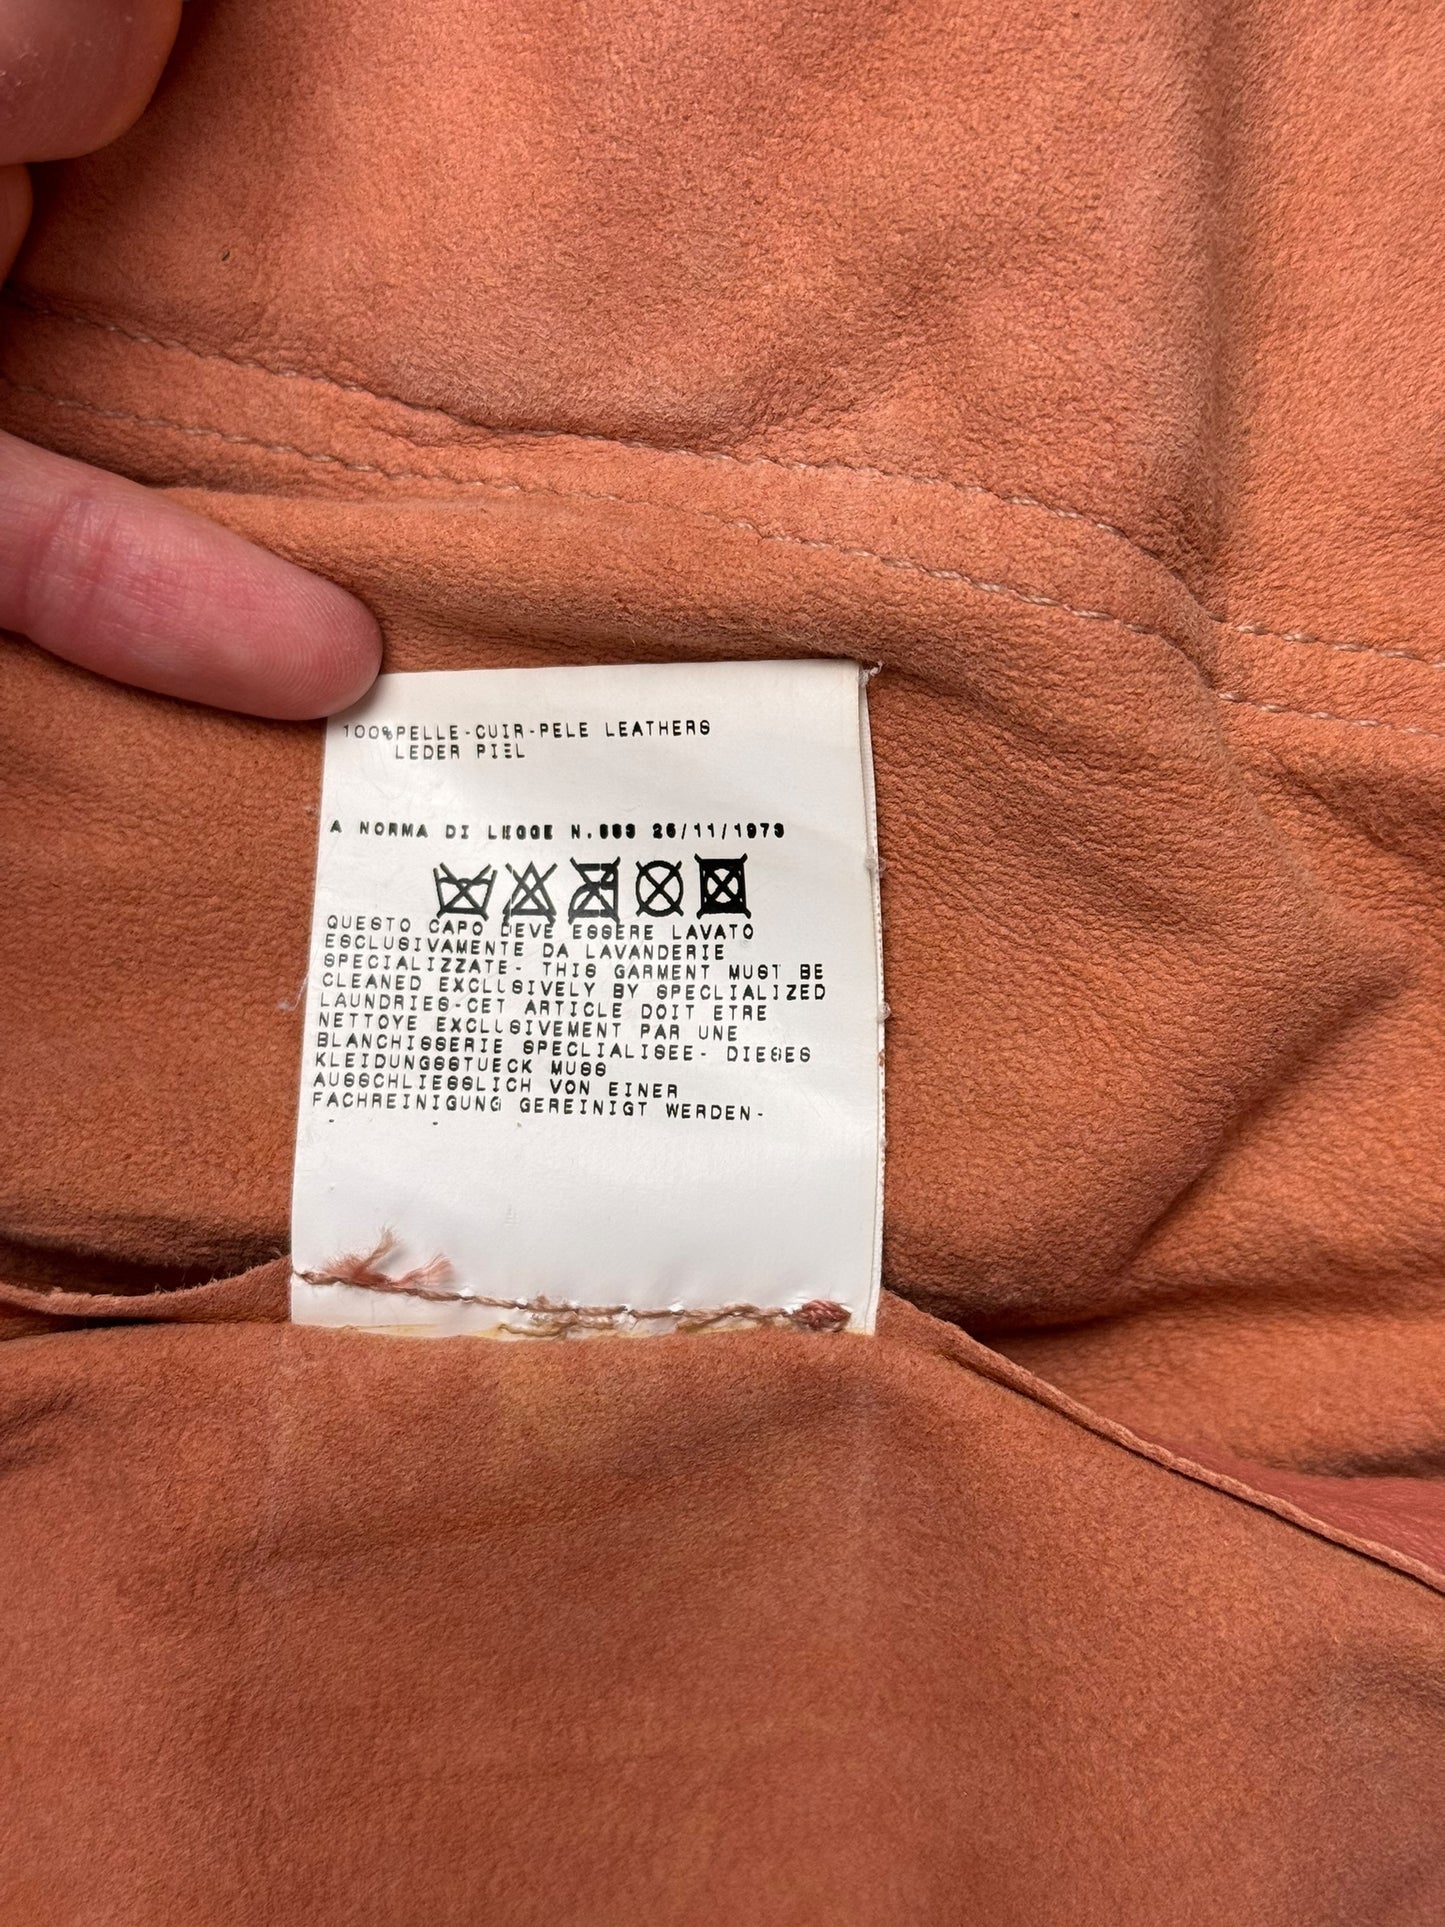 100%PELLE-CUIR-PELE LEATHERS
LEDER PIEL
A NORMA DI LEGGE N.883 26/11/1973
QUESTO CAPO DEVE ESSERE LAVATO
ESCLUSIVAMENTE DA LAVANDERIE
SPECIALIZZATE- THIS GARMENT MUST BE
CLEANED EXCLUSIVELY BY SPECLIALIZED
LAUNDRIES-CET ARTICLE DOIT ETRE
NETTOYE EXCLUSIVEMENT PAR UNE
BLANCHISSERIE SPECLIALISEE- DIESES
KLEIDUNGSSTUECK MUSS
AUSSCHLIESSLICH VON EINER
FACHREINIGUNG GEREINIGT WERDEN-